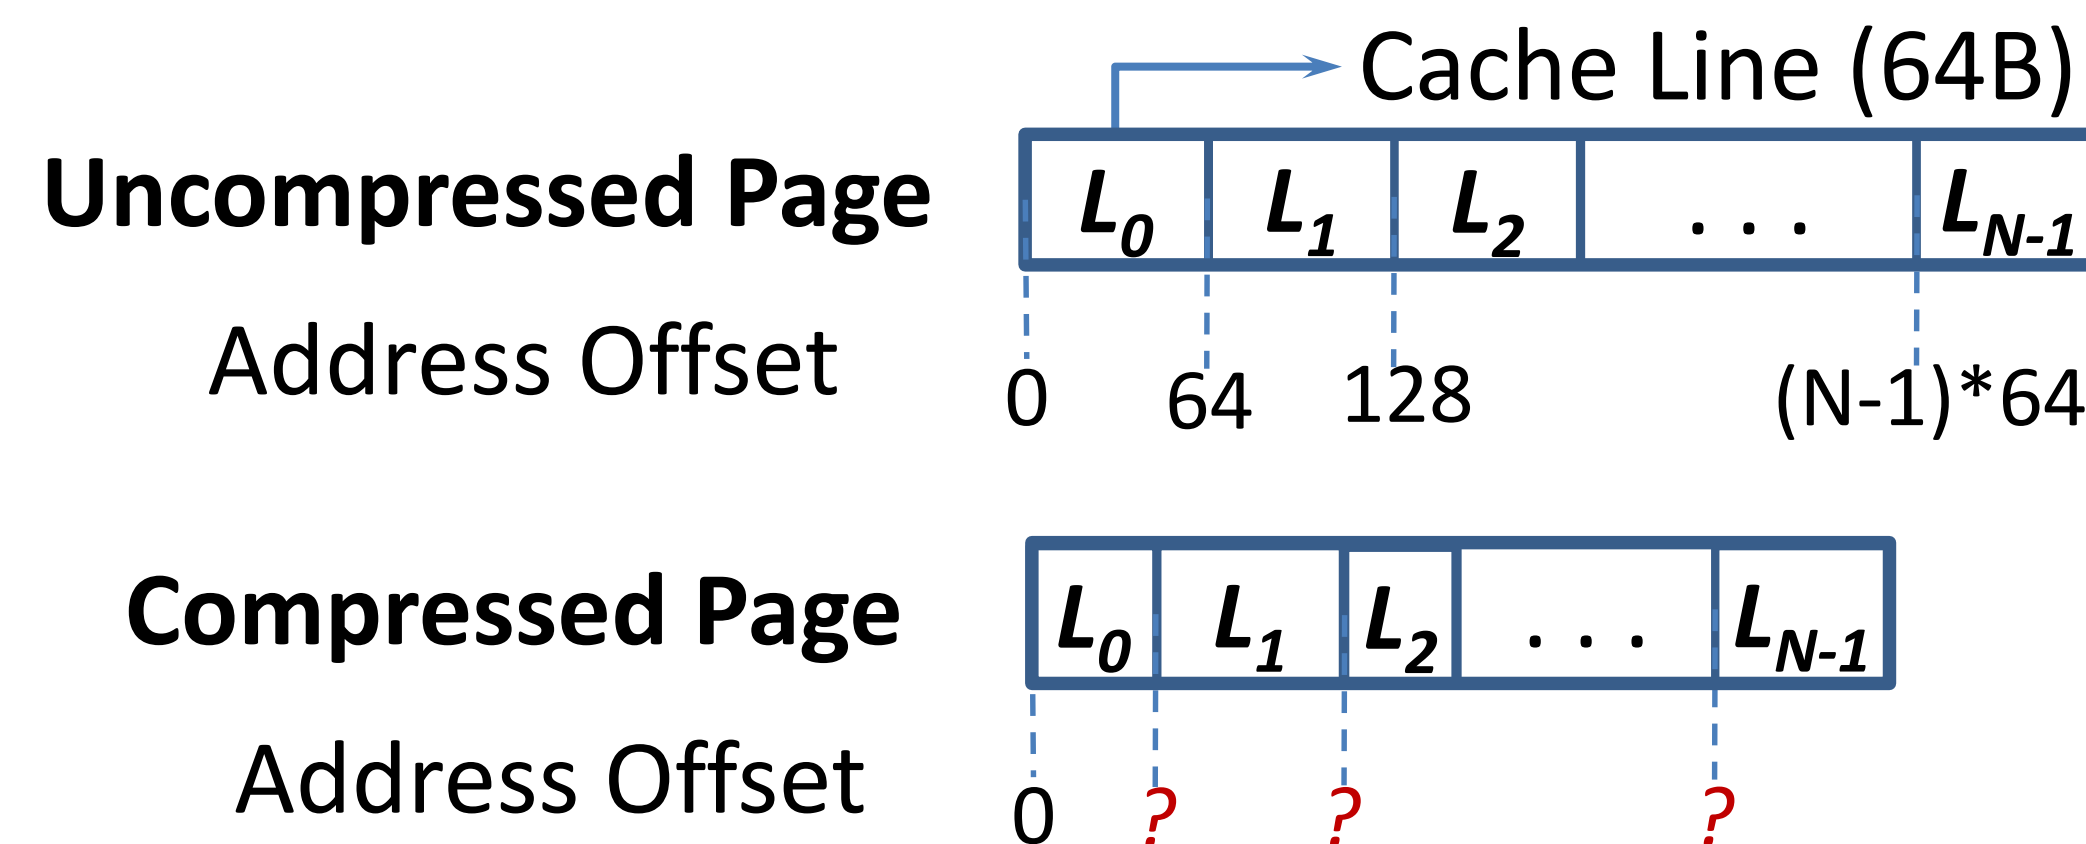 Cache Line (64B)
Uncompressed Page L0 L1 L2 . . . LN-1
Address Offset 0 64 128 (N-1)*64
Compressed Page L0 L1 L2 . . . LN-1
Address Offset 0 ? ? ?